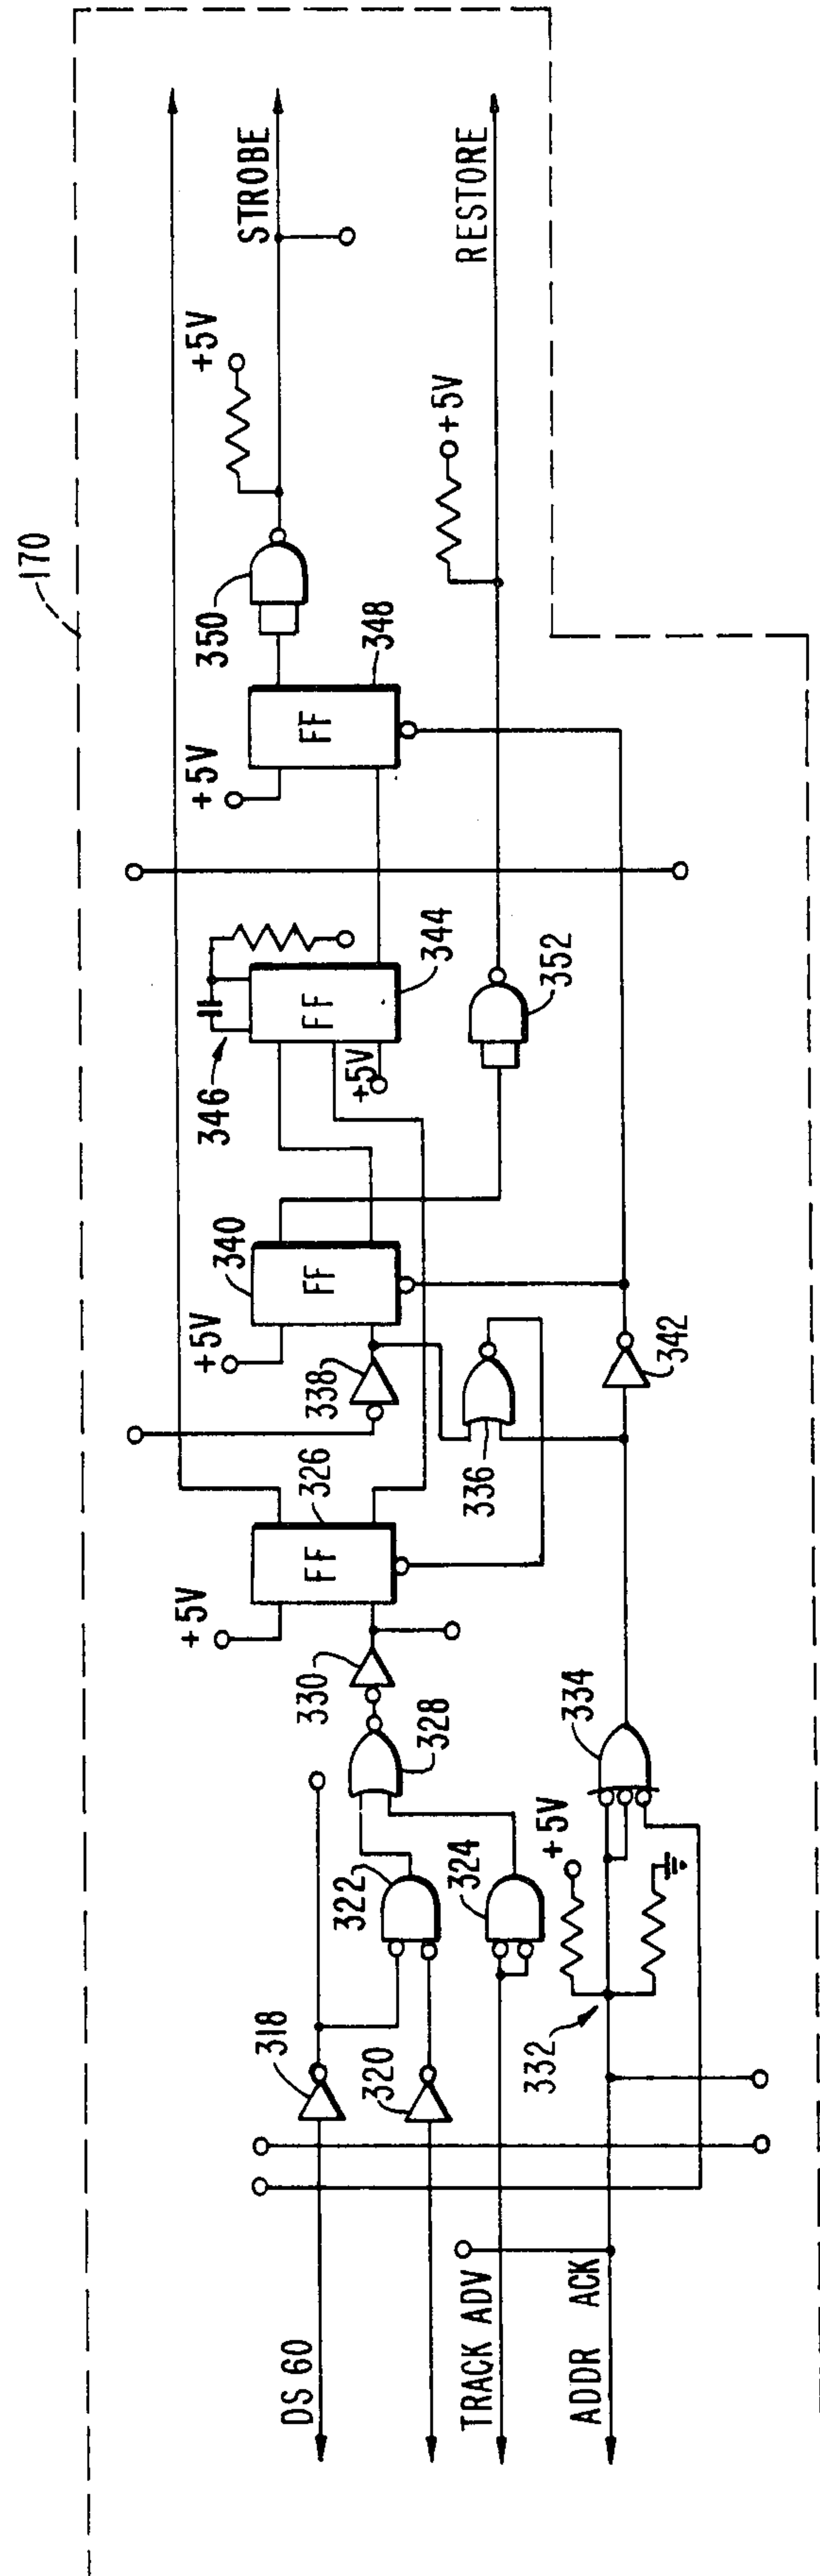 170
STROBE
RESTORE
+5V
+5V
350
348
FF
+5V
344
FF
346
+5V
352
340
FF
+5V
338
336
342
326
FF
+5V
330
328
334
322
324
+5V
318
320
332
DS 60
TRACK ADV
ADDR ACK